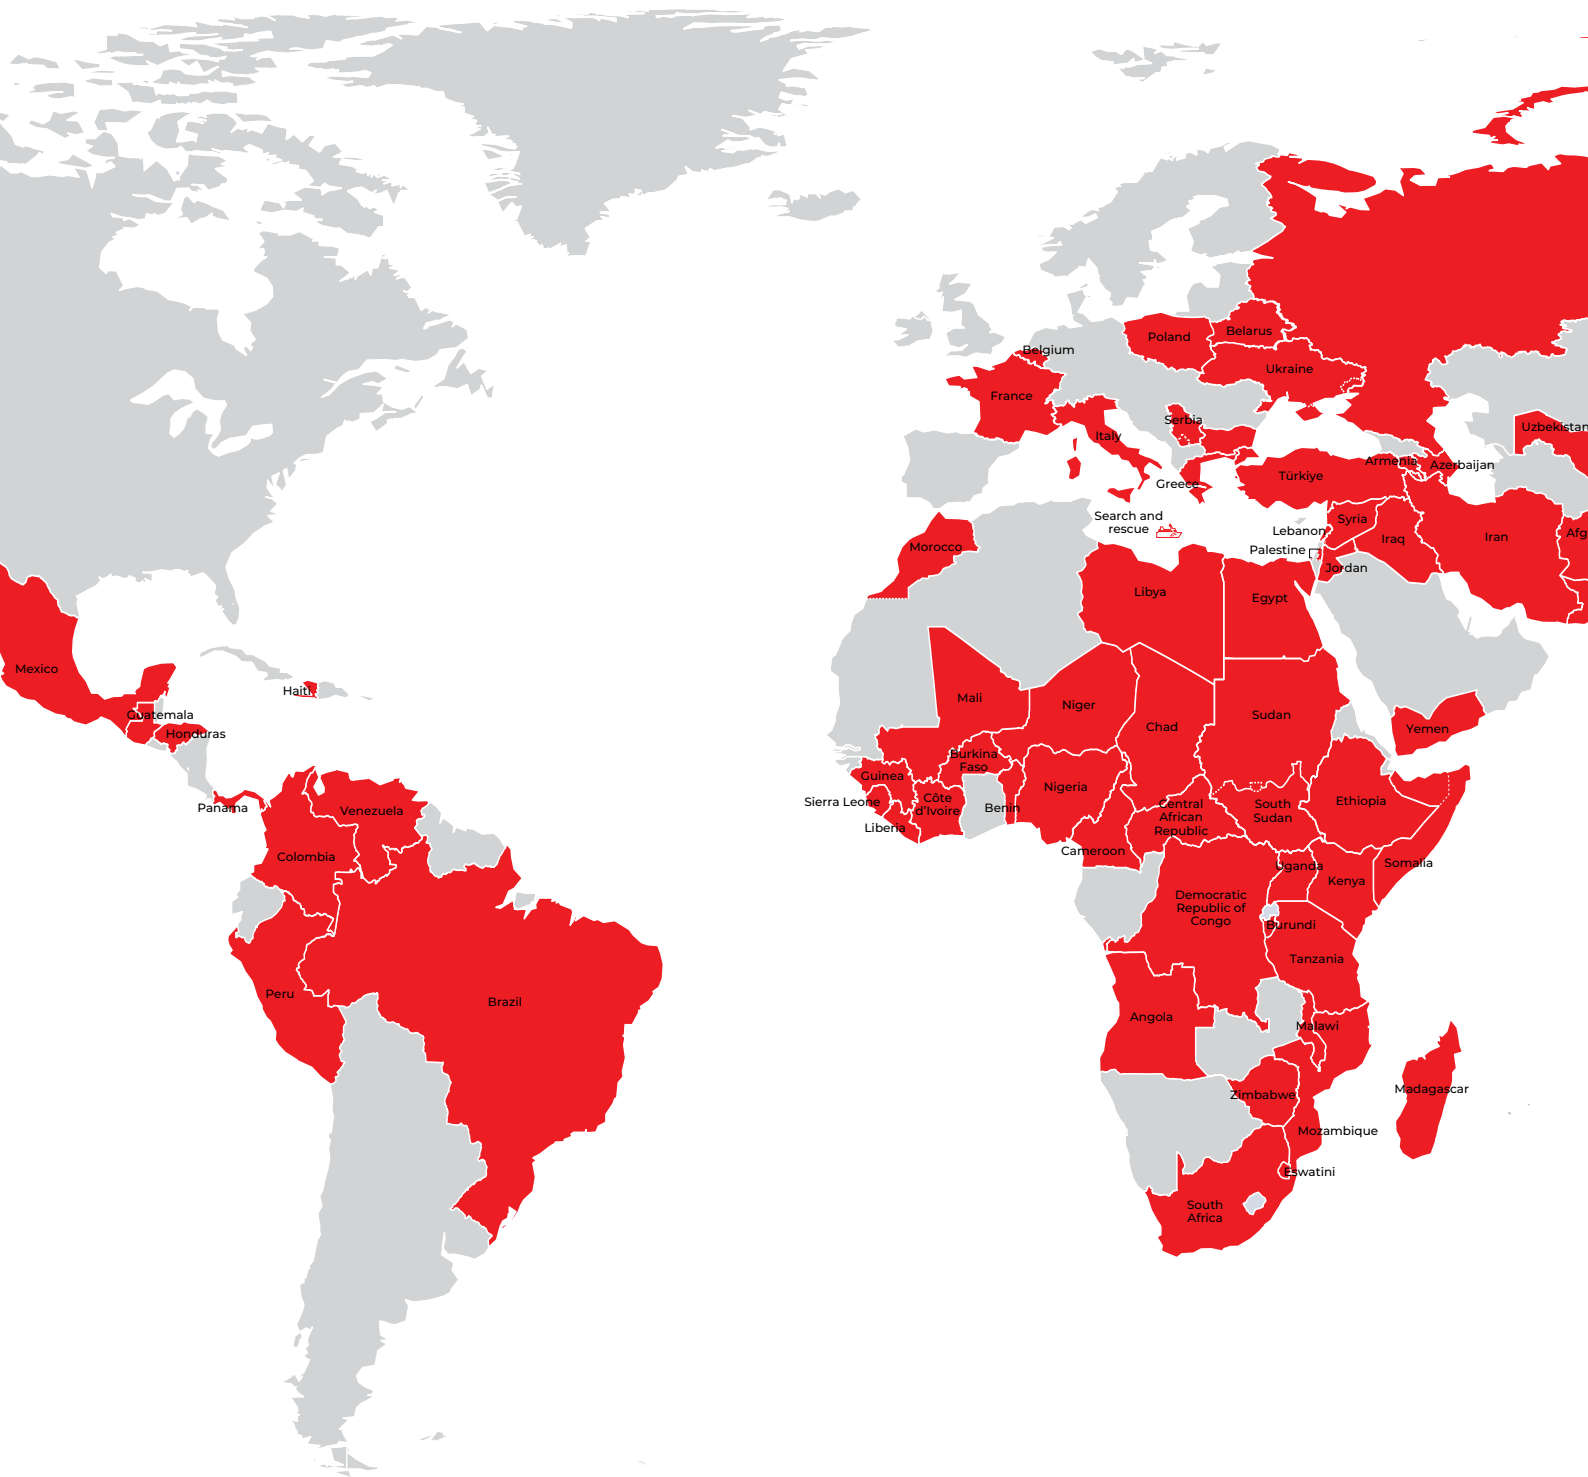 Poland
Belarus
Belgium
Ukraine
France
Serbia
Uzbekistan
Italy
Armenia
Azerbaijan
Türkiye
Greece
Search and
rescue
Syria
Lebanon
Iraq
Iran
Afg
Palestine
Jordan
Morocco
Libya
Egypt
Mexico
Haiti
Guatemala
Honduras
Mali
Niger
Chad
Sudan
Yemen
Burkina
Faso
Guinea
Nigeria
Sierra Leone
Côte
d'Ivoire
Benin
Central
African
Republic
South
Sudan
Ethiopia
Panama
Venezuela
Liberia
Cameroon
Colombia
Uganda
Kenya
Somalia
Democratic
Republic of
Congo
Burundi
Tanzania
Peru
Brazil
Angola
Malawi
Zimbabwe
Madagascar
Mozambique
Eswatini
South
Africa